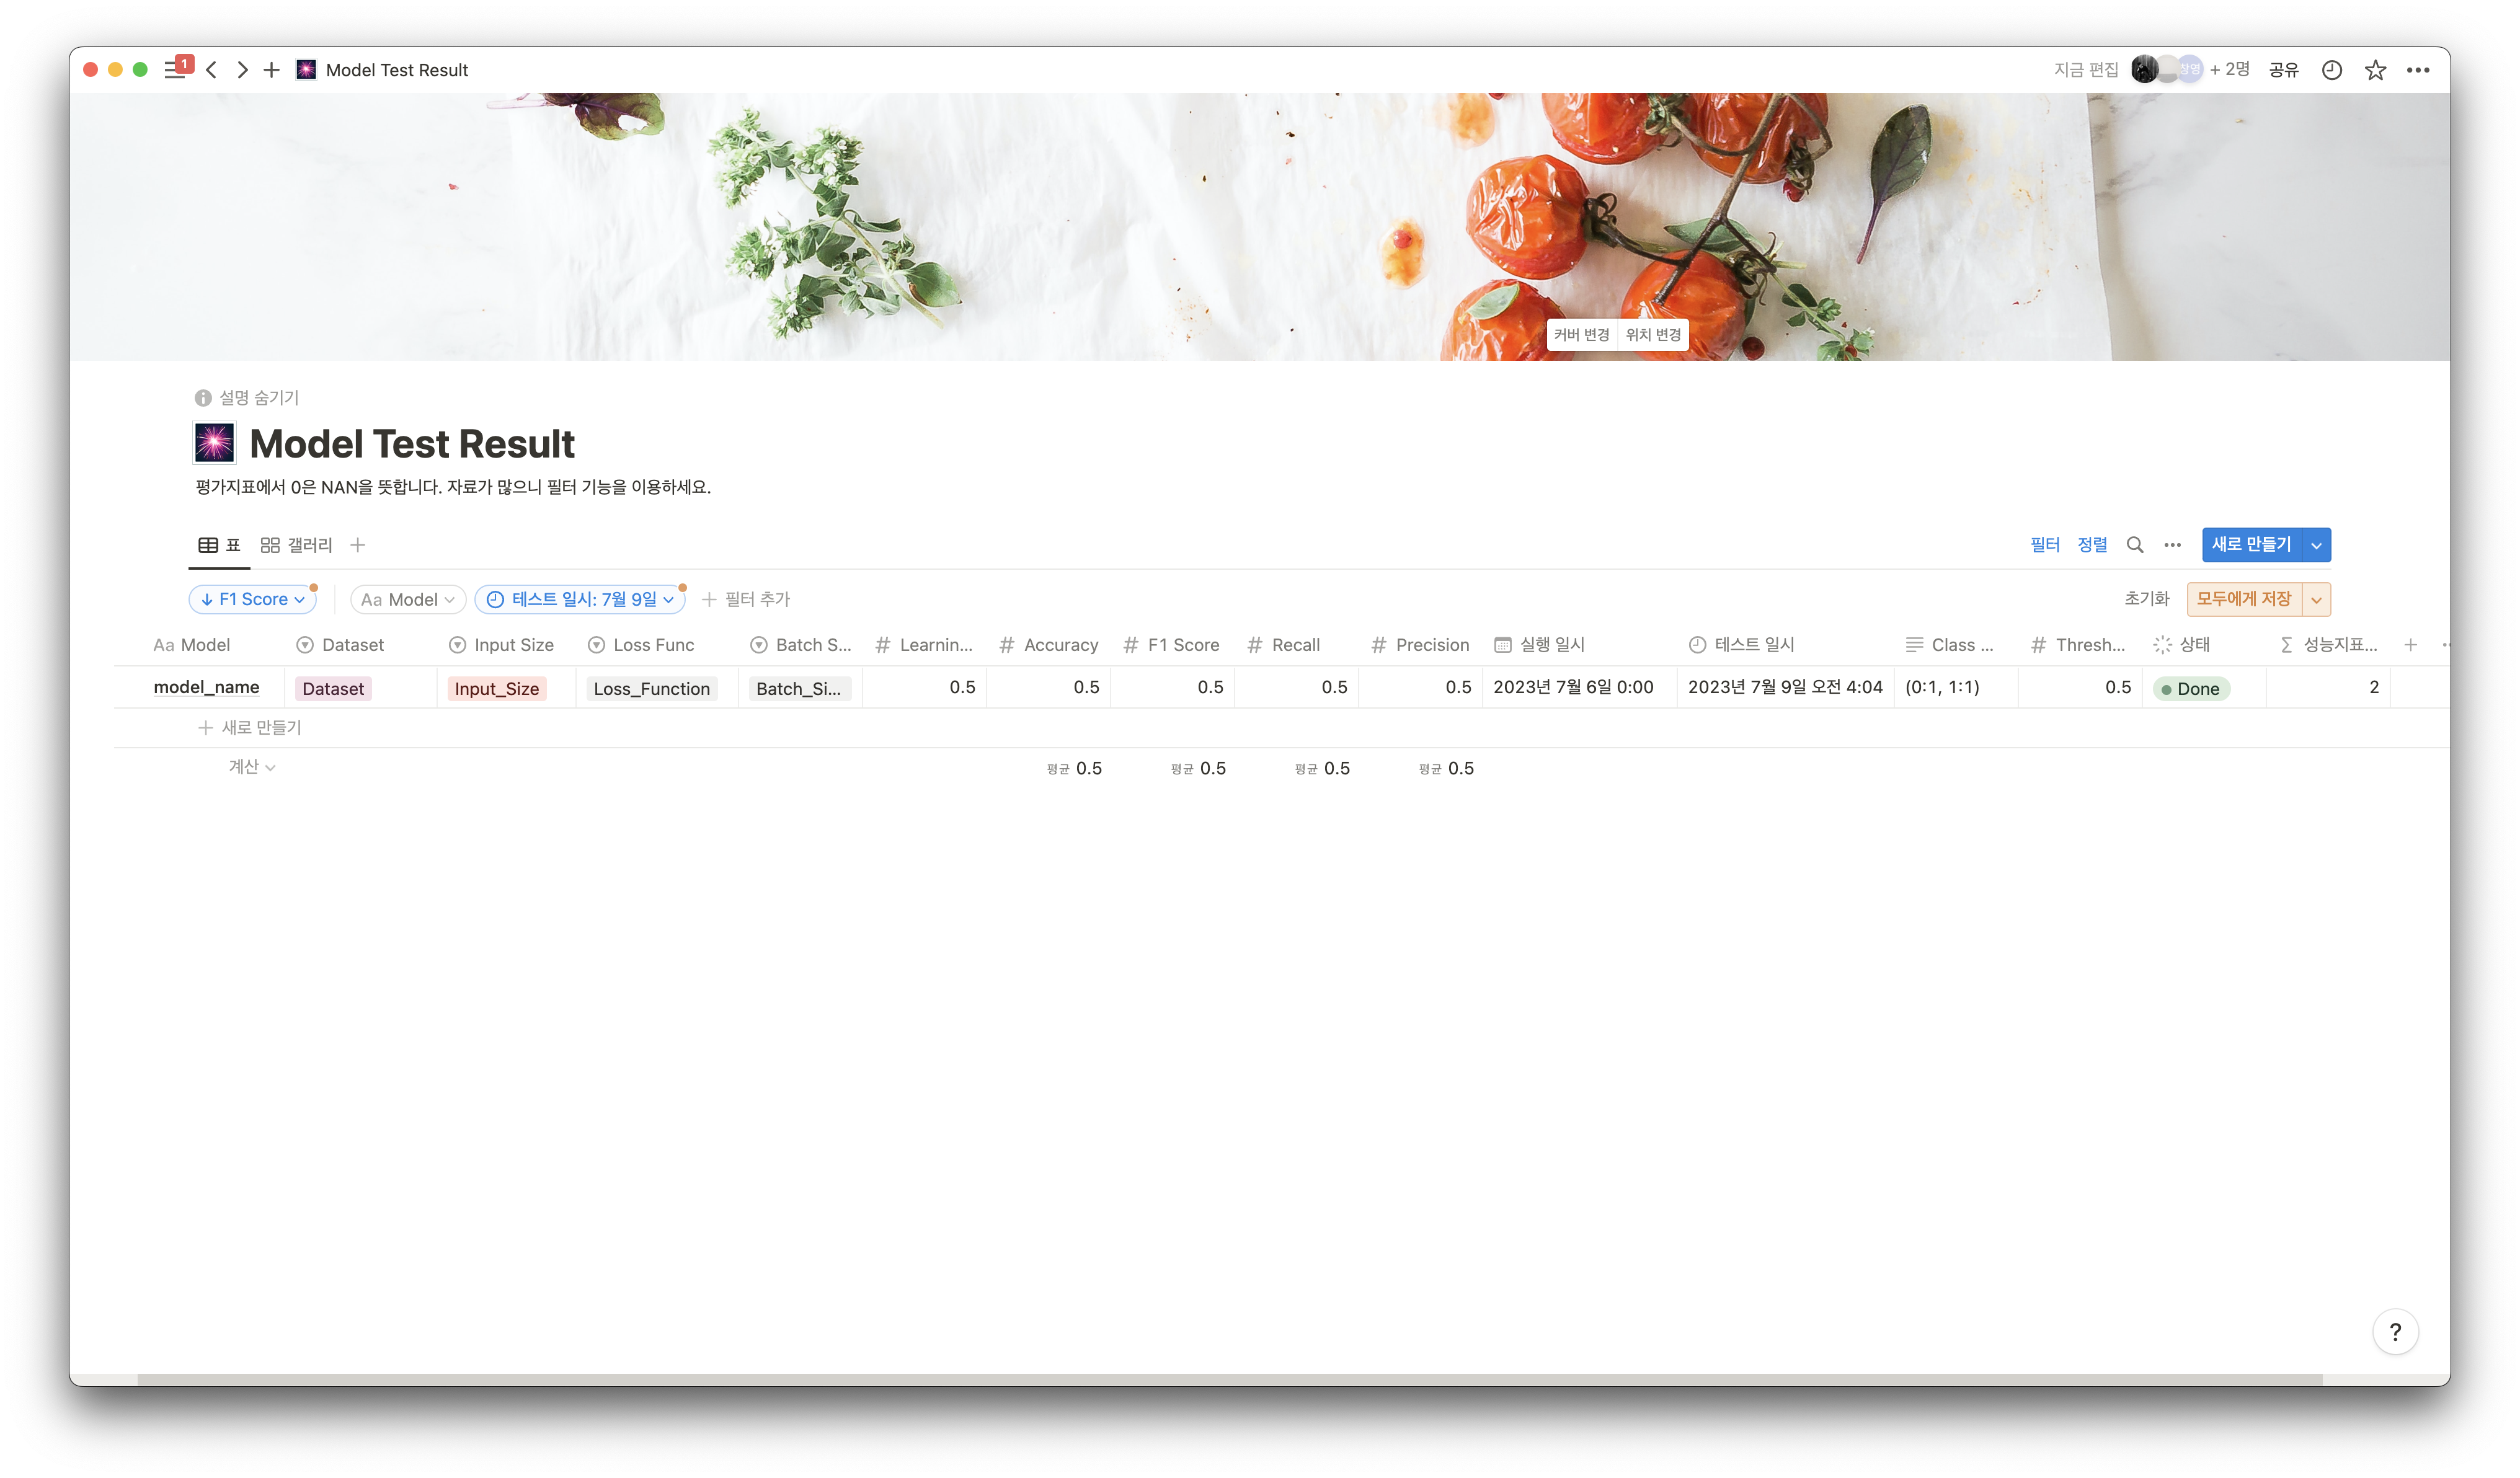 1 Model Test Result 지금 편집 창영 + 2명 공유
커버 변경 위치 변경
설명 숨기기
Model Test Result
평가지표에서 0은 NAN을 뜻합니다. 자료가 많으니 필터 기능을 이용하세요.
표 갤러리 필터 정렬 새로 만들기
F1 Score Aa Model 테스트 일시: 7월 9일 필터 추가 초기화 모두에게 저장
Aa Model Dataset Input Size Loss Func Batch S... # Learnin... # Accuracy # F1 Score # Recall # Precision 실행 일시 테스트 일시 Class ... # Thresh... 상태 Σ 성능지표...
model_name Dataset Input_Size Loss_Function Batch_Si... 0.5 0.5 0.5 0.5 0.5 2023년 7월 6일 0:00 2023년 7월 9일 오전 4:04 (0:1, 1:1) 0.5 Done 2
새로 만들기
계산 평균 0.5 평균 0.5 평균 0.5 평균 0.5
?